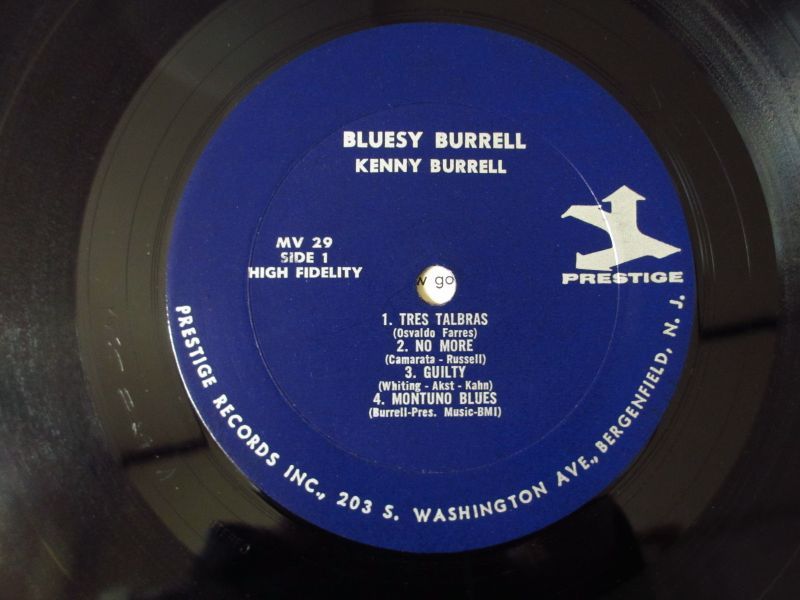 BLUESY BURRELL
KENNY BURRELL
MV 29
SIDE 1
HIGH FIDELITY
PRESTIGE
w go
1. TRES TALBRAS
(Osvaldo Farres)
2. NO MORE
(Camarata - Russell)
3. GUILTY
(Whiting - Akst - Kahn)
4. MONTUNO BLUES
(Burrell-Pres. Music-BMI)
PRESTIGE RECORDS INC., 203 S. WASHINGTON AVE., BERGENFIELD, N. J.